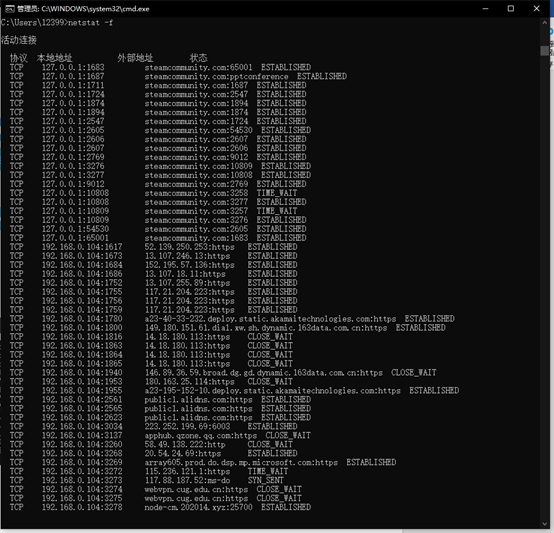 管理员: C:\WINDOWS\system32\cmd.exe
C:\Users\12399>netstat -f
活动连接
协议 本地地址 外部地址 状态
TCP 127.0.0.1:1683 steamcommunity.com:65001 ESTABLISHED
TCP 127.0.0.1:1687 steamcommunity.com:pptconference ESTABLISHED
TCP 127.0.0.1:1711 steamcommunity.com:1687 ESTABLISHED
TCP 127.0.0.1:1724 steamcommunity.com:2547 ESTABLISHED
TCP 127.0.0.1:1874 steamcommunity.com:1894 ESTABLISHED
TCP 127.0.0.1:1894 steamcommunity.com:1874 ESTABLISHED
TCP 127.0.0.1:2547 steamcommunity.com:1724 ESTABLISHED
TCP 127.0.0.1:2605 steamcommunity.com:54530 ESTABLISHED
TCP 127.0.0.1:2606 steamcommunity.com:2607 ESTABLISHED
TCP 127.0.0.1:2607 steamcommunity.com:2606 ESTABLISHED
TCP 127.0.0.1:2769 steamcommunity.com:9012 ESTABLISHED
TCP 127.0.0.1:3276 steamcommunity.com:10809 ESTABLISHED
TCP 127.0.0.1:3277 steamcommunity.com:10808 ESTABLISHED
TCP 127.0.0.1:9012 steamcommunity.com:2769 ESTABLISHED
TCP 127.0.0.1:10808 steamcommunity.com:3258 TIME_WAIT
TCP 127.0.0.1:10808 steamcommunity.com:3277 ESTABLISHED
TCP 127.0.0.1:10809 steamcommunity.com:3257 TIME_WAIT
TCP 127.0.0.1:10809 steamcommunity.com:3276 ESTABLISHED
TCP 127.0.0.1:54530 steamcommunity.com:2605 ESTABLISHED
TCP 127.0.0.1:65001 steamcommunity.com:1683 ESTABLISHED
TCP 192.168.0.104:1617 52.139.250.253:https ESTABLISHED
TCP 192.168.0.104:1673 13.107.246.13:https ESTABLISHED
TCP 192.168.0.104:1684 152.195.57.136:https ESTABLISHED
TCP 192.168.0.104:1686 13.107.18.11:https ESTABLISHED
TCP 192.168.0.104:1752 13.107.255.89:https ESTABLISHED
TCP 192.168.0.104:1755 117.21.204.223:https ESTABLISHED
TCP 192.168.0.104:1756 117.21.204.223:https ESTABLISHED
TCP 192.168.0.104:1759 117.21.204.223:https ESTABLISHED
TCP 192.168.0.104:1780 a23-40-33-232.deploy.static.akamaitechnologies.com:https ESTABLISHED
TCP 192.168.0.104:1800 149.180.151.61.dial.xw.sh.dynamic.163data.com.cn:https ESTABLISHED
TCP 192.168.0.104:1816 14.18.180.113:https CLOSE_WAIT
TCP 192.168.0.104:1863 14.18.180.113:https CLOSE_WAIT
TCP 192.168.0.104:1864 14.18.180.113:https CLOSE_WAIT
TCP 192.168.0.104:1865 14.18.180.113:https CLOSE_WAIT
TCP 192.168.0.104:1940 146.89.36.59.broad.dg.gd.dynamic.163data.com.cn:https CLOSE_WAIT
TCP 192.168.0.104:1953 180.163.25.114:https CLOSE_WAIT
TCP 192.168.0.104:1955 a23-195-152-10.deploy.static.akamaitechnologies.com:https ESTABLISHED
TCP 192.168.0.104:2561 public1.alidns.com:https ESTABLISHED
TCP 192.168.0.104:2565 public1.alidns.com:https ESTABLISHED
TCP 192.168.0.104:2623 public1.alidns.com:https ESTABLISHED
TCP 192.168.0.104:3034 223.252.199.69:6003 ESTABLISHED
TCP 192.168.0.104:3137 apphub.qzone.qq.com:https CLOSE_WAIT
TCP 192.168.0.104:3260 58.49.138.222:http CLOSE_WAIT
TCP 192.168.0.104:3268 20.54.24.69:https ESTABLISHED
TCP 192.168.0.104:3269 array605.prod.do.dsp.mp.microsoft.com:https ESTABLISHED
TCP 192.168.0.104:3272 115.236.121.1:https TIME_WAIT
TCP 192.168.0.104:3273 117.88.187.52:ms-do SYN_SENT
TCP 192.168.0.104:3274 webvpn.cug.edu.cn:https CLOSE_WAIT
TCP 192.168.0.104:3275 webvpn.cug.edu.cn:https CLOSE_WAIT
TCP 192.168.0.104:3278 node-cm.202014.xyz:25700 ESTABLISHED